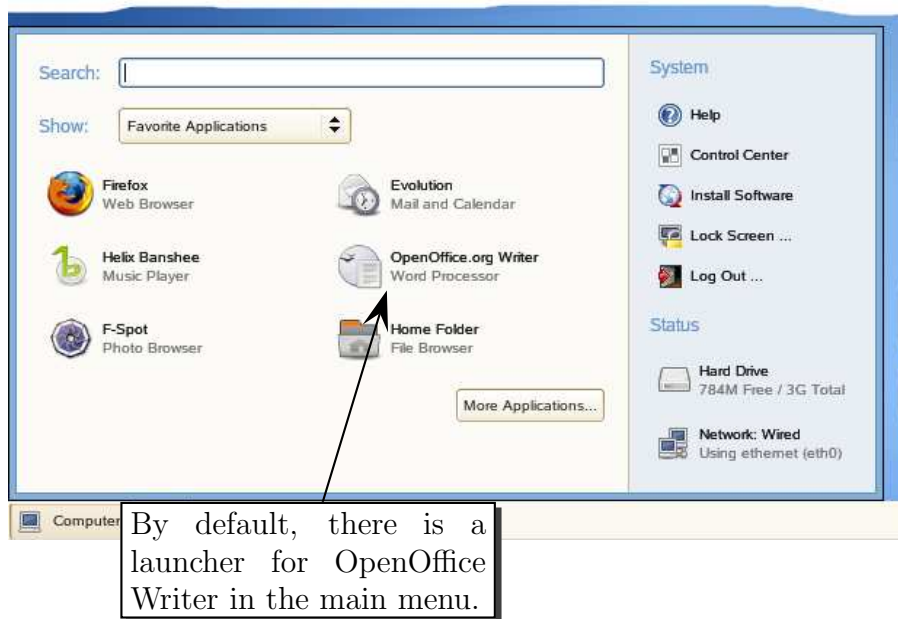 Search:
Show: Favorite Applications
Firefox
Web Browser
Evolution
Mail and Calendar
Helix Banshee
Music Player
OpenOffice.org Writer
Word Processor
F-Spot
Photo Browser
Home Folder
File Browser
More Applications...
System
Help
Control Center
Install Software
Lock Screen ...
Log Out ...
Status
Hard Drive
784M Free / 3G Total
Network: Wired
Using ethernet (eth0)
Computer
By default, there is a
launcher for OpenOffice
Writer in the main menu.